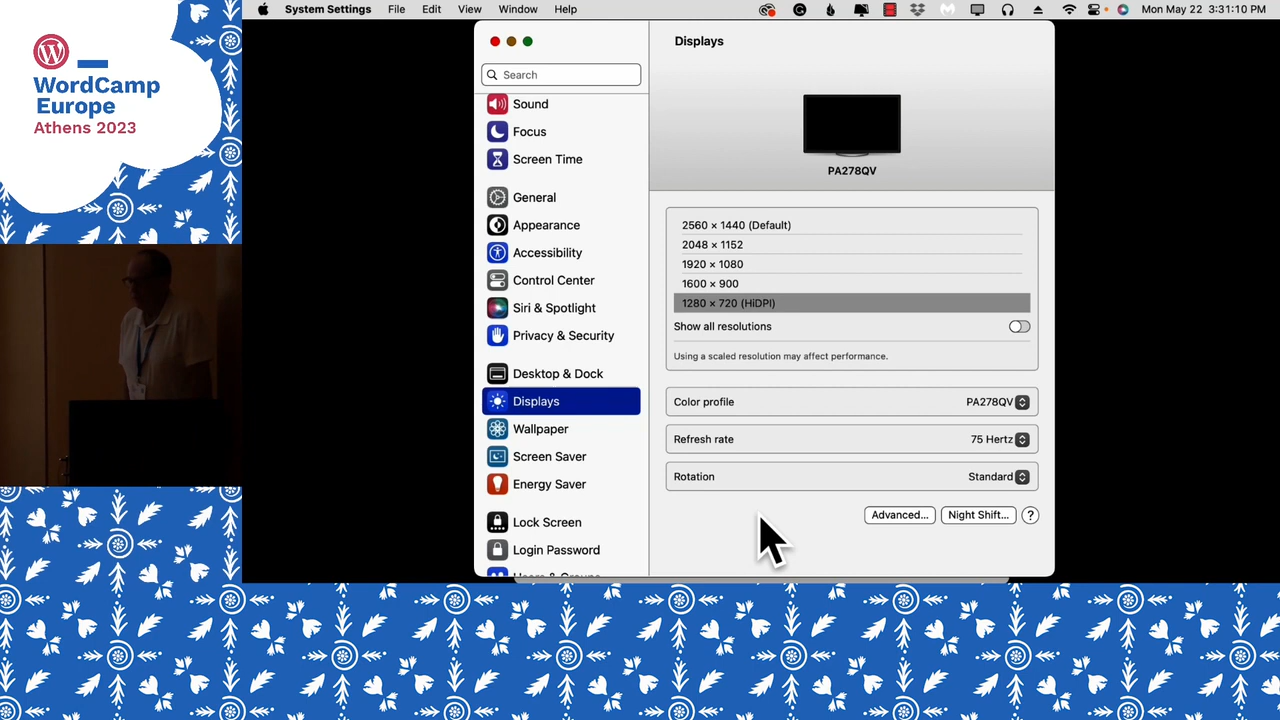 WordCamp
Europe
Athens 2023
System Settings File Edit View Window Help Mon May 22 3:31:10 PM
Search
Sound
Focus
Screen Time
General
Appearance
Accessibility
Control Center
Siri & Spotlight
Privacy & Security
Desktop & Dock
Displays
Wallpaper
Screen Saver
Energy Saver
Lock Screen
Login Password
Displays
PA278QV
2560 × 1440 (Default)
2048 × 1152
1920 × 1080
1600 × 900
1280 × 720 (HiDPI)
Show all resolutions
Using a scaled resolution may affect performance.
Color profile PA278QV
Refresh rate 75 Hertz
Rotation Standard
Advanced... Night Shift... ?